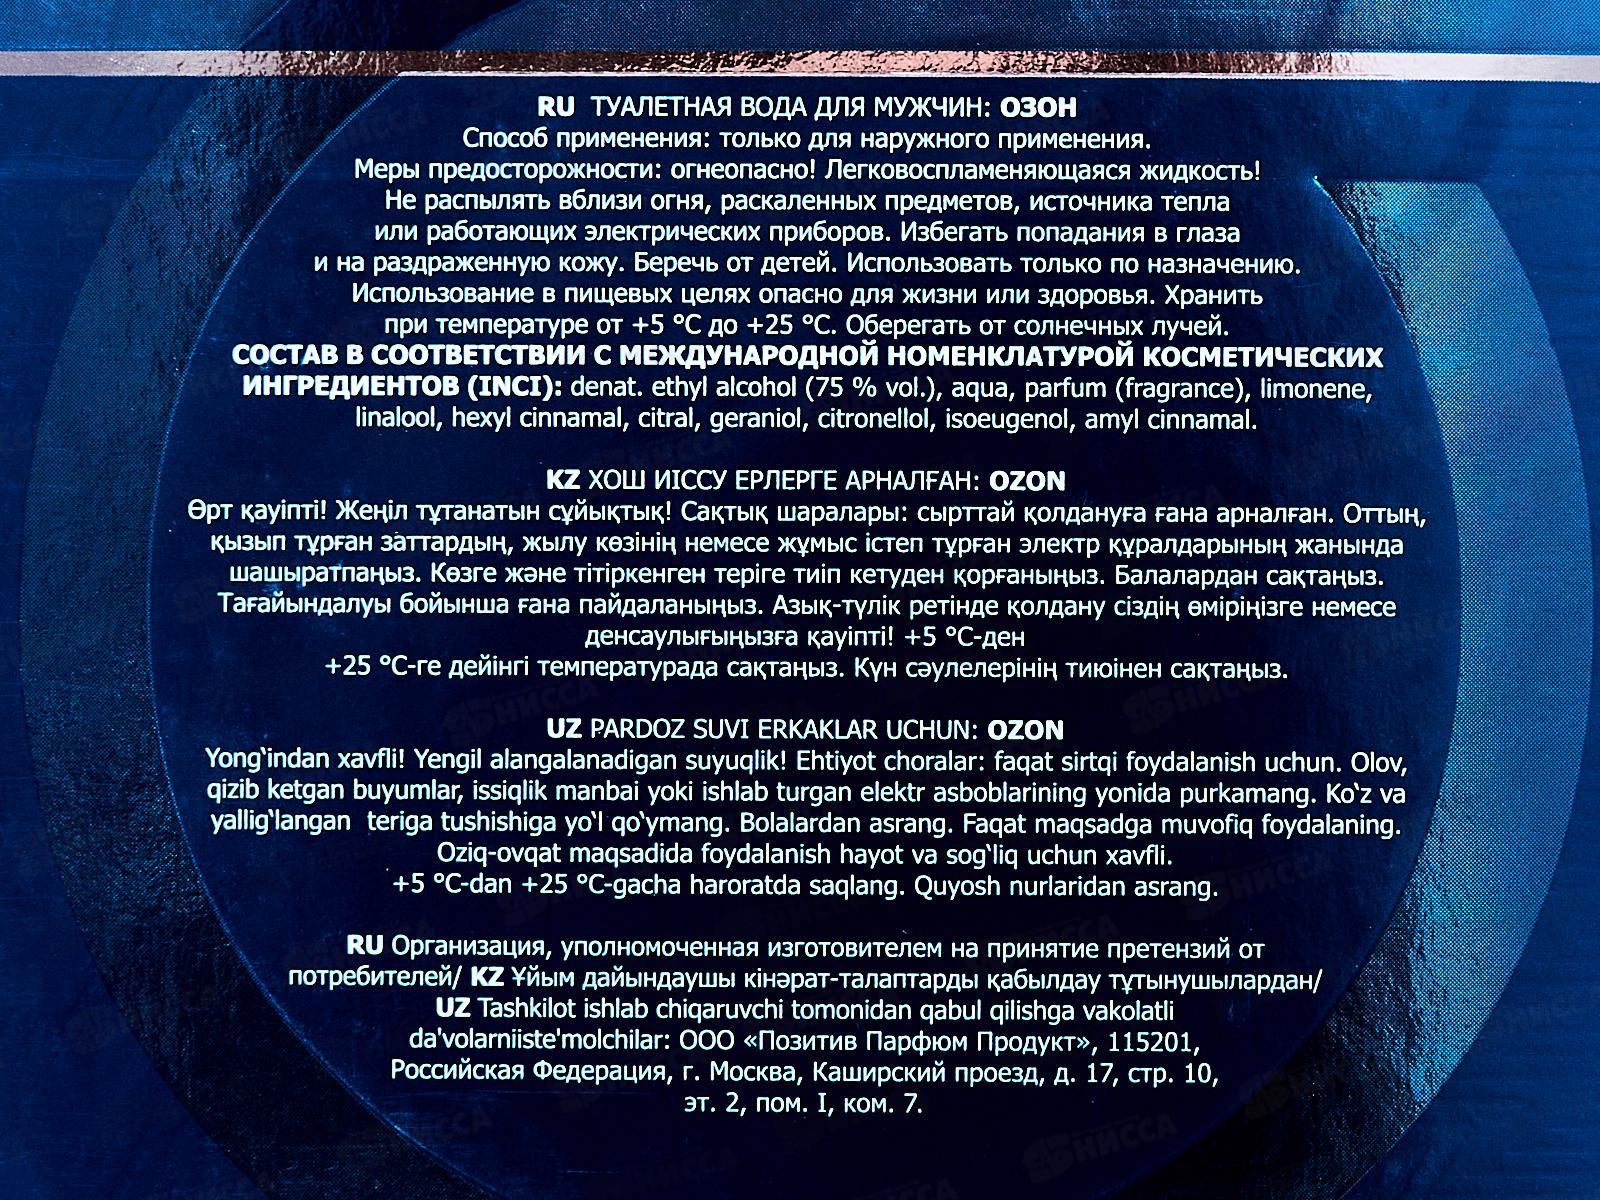 RU ТУАЛЕТНАЯ ВОДА ДЛЯ МУЖЧИН: ОЗОН
Способ применения: только для наружного применения.
Меры предосторожности: огнеопасно! Легковоспламеняющаяся жидкость!
Не распылять вблизи огня, раскаленных предметов, источника тепла
или работающих электрических приборов. Избегать попадания в глаза
и на раздраженную кожу. Беречь от детей. Использовать только по назначению.
Использование в пищевых целях опасно для жизни или здоровья. Хранить
при температуре от +5 °C до +25 °C. Оберегать от солнечных лучей.
СОСТАВ В СООТВЕТСТВИИ С МЕЖДУНАРОДНОЙ НОМЕНКЛАТУРОЙ КОСМЕТИЧЕСКИХ
ИНГРЕДИЕНТОВ (INCI): denat. ethyl alcohol (75 % vol.), aqua, parfum (fragrance), limonene,
linalool, hexyl cinnamal, citral, geraniol, citronellol, isoeugenol, amyl cinnamal.
KZ ХОШ ИІССУ ЕРЛЕРГЕ АРНАЛҒАН: OZON
Өрт қауіпті! Жеңіл тұтанатын сұйықтық! Сақтық шаралары: сырттай қолдануға ғана арналған. Оттың,
қызып тұрған заттардың, жылу көзінің немесе жұмыс істеп тұрған электр құралдарының жанында
шашыратпаңыз. Көзге және тітіркенген теріге тиіп кетуден қорғаныңыз. Балалардан сақтаңыз.
Тағайындалуы бойынша ғана пайдаланыңыз. Азық-түлік ретінде қолдану сіздің өміріңізге немесе
денсаулығыңызға қауіпті! +5 °C-ден
+25 °C-ге дейінгі температурада сақтаңыз. Күн сәулелерінің тиюінен сақтаңыз.
UZ PARDOZ SUVI ERKAKLAR UCHUN: OZON
Yong‘indan xavfli! Yengil alangalanadigan suyuqlik! Ehtiyot choralar: faqat sirtqi foydalanish uchun. Olov,
qizib ketgan buyumlar, issiqlik manbai yoki ishlab turgan elektr asboblarining yonida purkamang. Ko‘z va
yallig‘langan teriga tushishiga yo‘l qo‘ymang. Bolalardan asrang. Faqat maqsadga muvofiq foydalaning.
Oziq-ovqat maqsadida foydalanish hayot va sog‘liq uchun xavfli.
+5 °C-dan +25 °C-gacha haroratda saqlang. Quyosh nurlaridan asrang.
RU Организация, уполномоченная изготовителем на принятие претензий от
потребителей/ KZ Ұйым дайындаушы кінәрат-талаптарды қабылдау тұтынушылардан/
UZ Tashkilot ishlab chiqaruvchi tomonidan qabul qilishga vakolatli
da'volarniiste'molchilar: ООО «Позитив Парфюм Продукт», 115201,
Российская Федерация, г. Москва, Каширский проезд, д. 17, стр. 10,
эт. 2, пом. I, ком. 7.